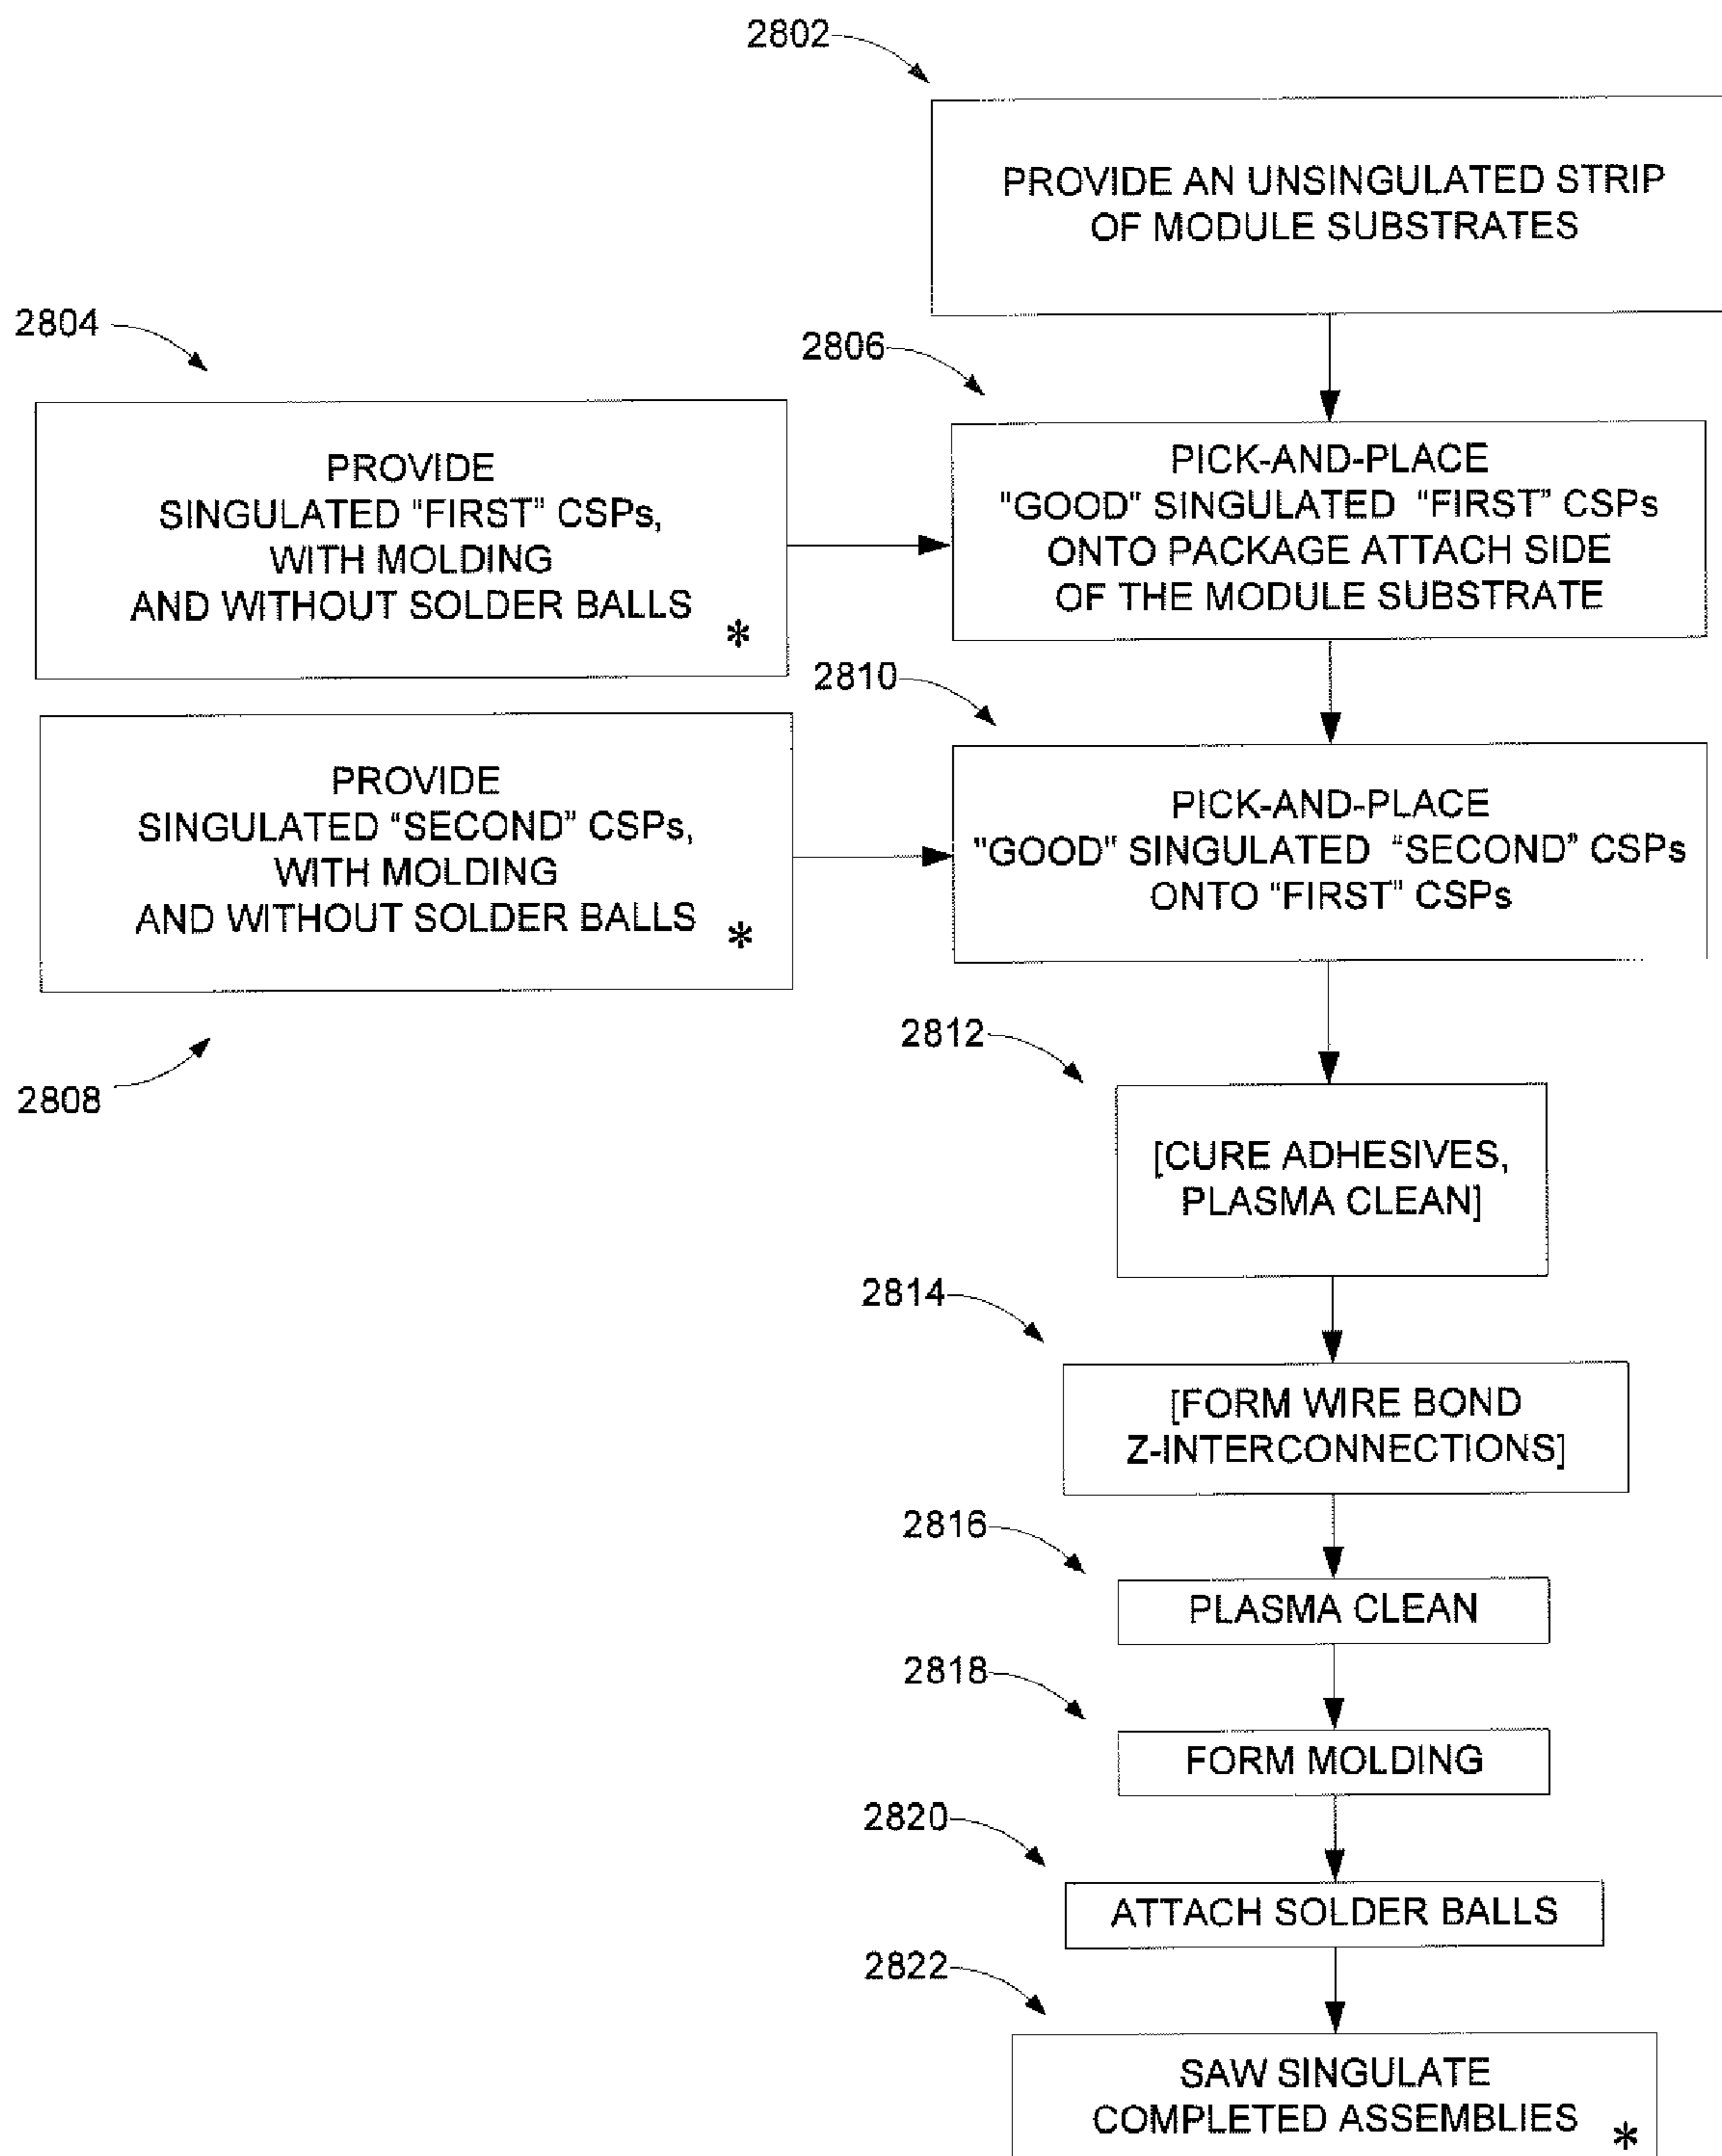 2802
PROVIDE AN UNSINGULATED STRIP
OF MODULE SUBSTRATES
2804
PROVIDE
SINGULATED “FIRST” CSPs,
WITH MOLDING
AND WITHOUT SOLDER BALLS
*
2806
PICK-AND-PLACE
"GOOD" SINGULATED “FIRST” CSPs
ONTO PACKAGE ATTACH SIDE
OF THE MODULE SUBSTRATE
2808
PROVIDE
SINGULATED “SECOND” CSPs,
WITH MOLDING
AND WITHOUT SOLDER BALLS
*
2810
PICK-AND-PLACE
"GOOD" SINGULATED “SECOND” CSPs
ONTO “FIRST” CSPs
2812
[CURE ADHESIVES,
PLASMA CLEAN]
2814
[FORM WIRE BOND
Z-INTERCONNECTIONS]
2816
PLASMA CLEAN
2818
FORM MOLDING
2820
ATTACH SOLDER BALLS
2822
SAW SINGULATE
COMPLETED ASSEMBLIES
*